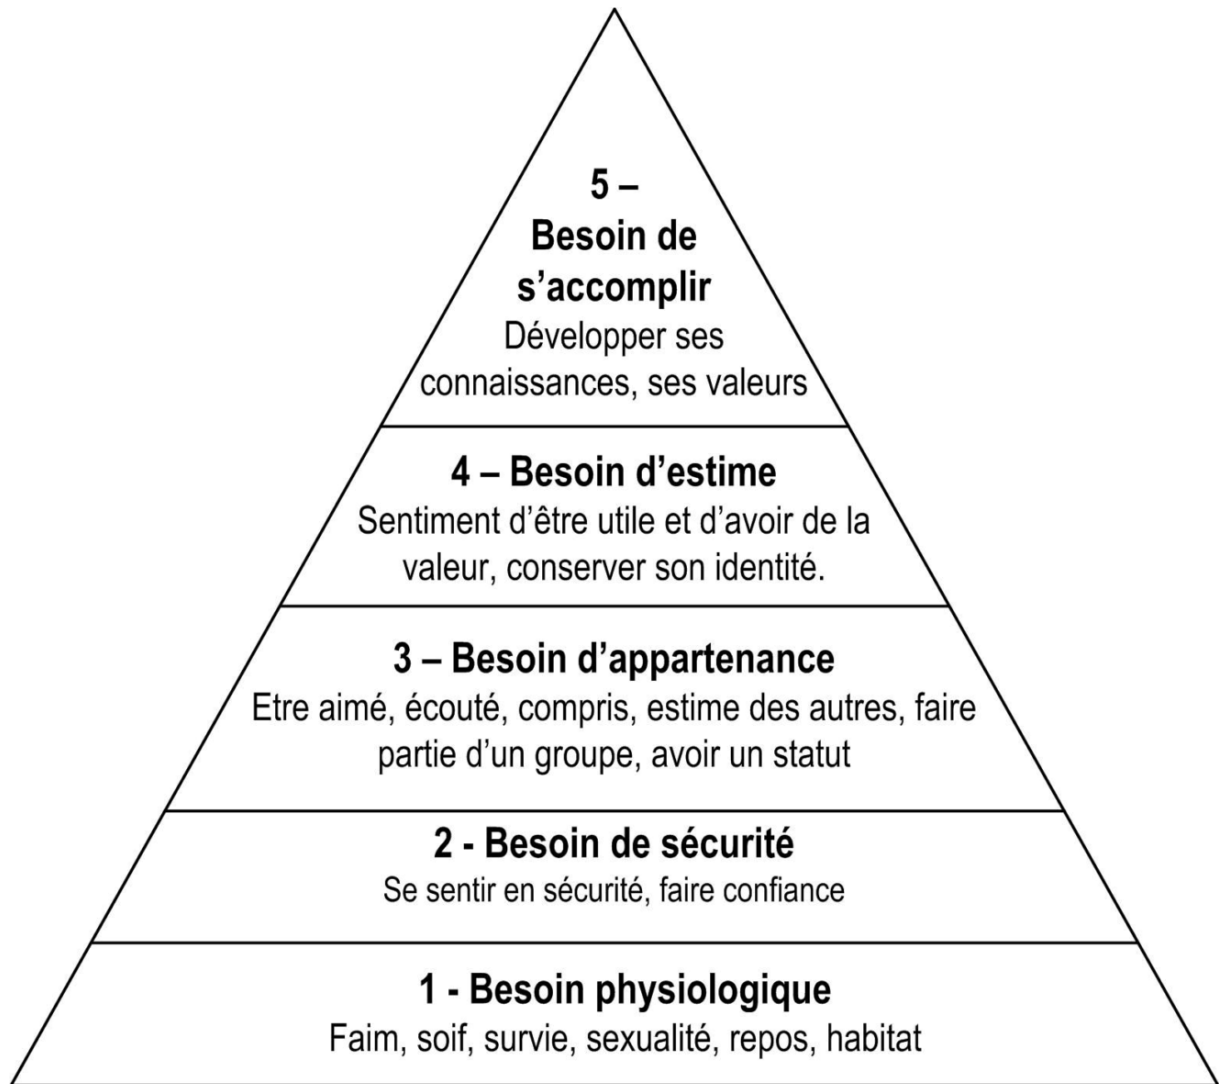 5 –
Besoin de
s’accomplir
Développer ses
connaissances, ses valeurs
4 – Besoin d’estime
Sentiment d’être utile et d’avoir de la
valeur, conserver son identité.
3 – Besoin d’appartenance
Etre aimé, écouté, compris, estime des autres, faire
partie d’un groupe, avoir un statut
2 - Besoin de sécurité
Se sentir en sécurité, faire confiance
1 - Besoin physiologique
Faim, soif, survie, sexualité, repos, habitat